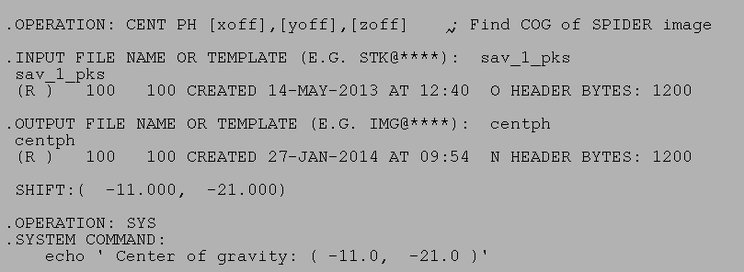 .OPERATION: CENT PH [xoff],[yoff],[zoff]    ; Find COG of SPIDER image
.INPUT FILE NAME OR TEMPLATE (E.G. STK@****):  sav_1_pks
sav_1_pks
(R )   100   100 CREATED 14-MAY-2013 AT 12:40  O HEADER BYTES: 1200
.OUTPUT FILE NAME OR TEMPLATE (E.G. IMG@****):  centph
centph
(R )   100   100 CREATED 27-JAN-2014 AT 09:54  N HEADER BYTES: 1200
SHIFT:(  -11.000,  -21.000)
.OPERATION: SYS
.SYSTEM COMMAND:
echo ' Center of gravity: ( -11.0,  -21.0 )'